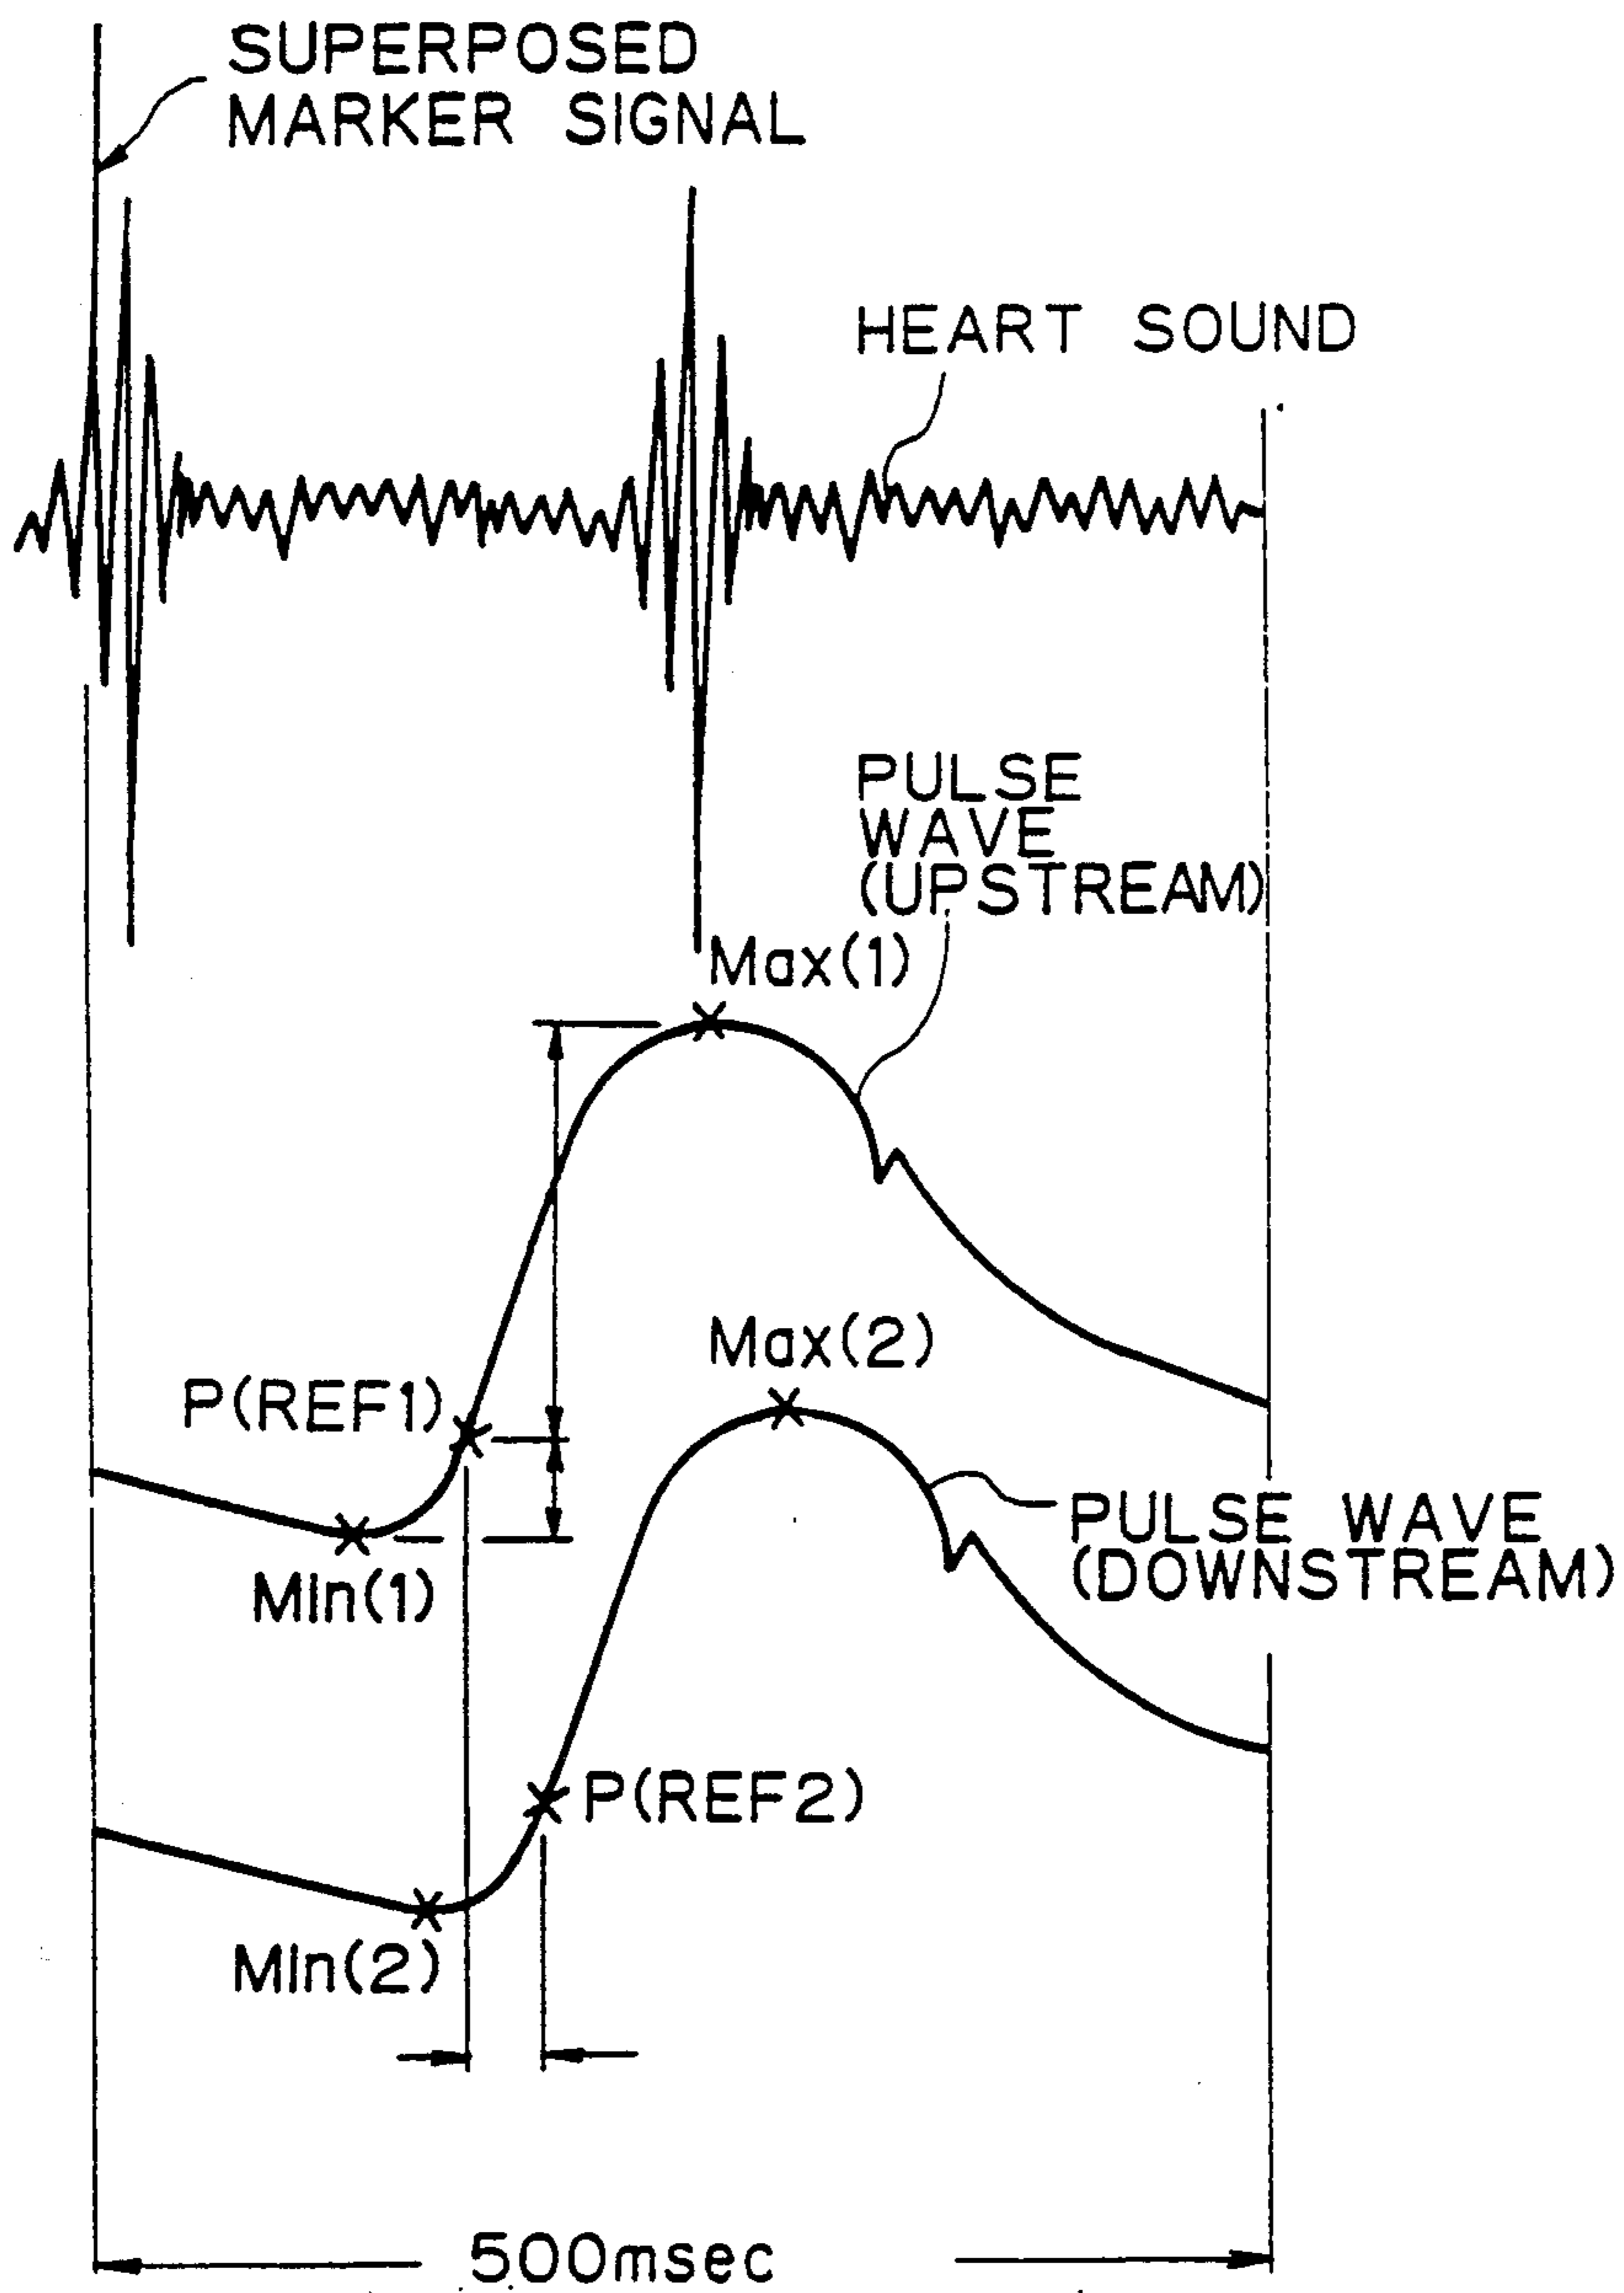 SUPERPOSED
MARKER SIGNAL
HEART SOUND
PULSE
WAVE
(UPSTREAM)
Max(1)
Max(2)
P(REF1)
PULSE WAVE
(DOWNSTREAM)
Min(1)
P(REF2)
Min(2)
500msec